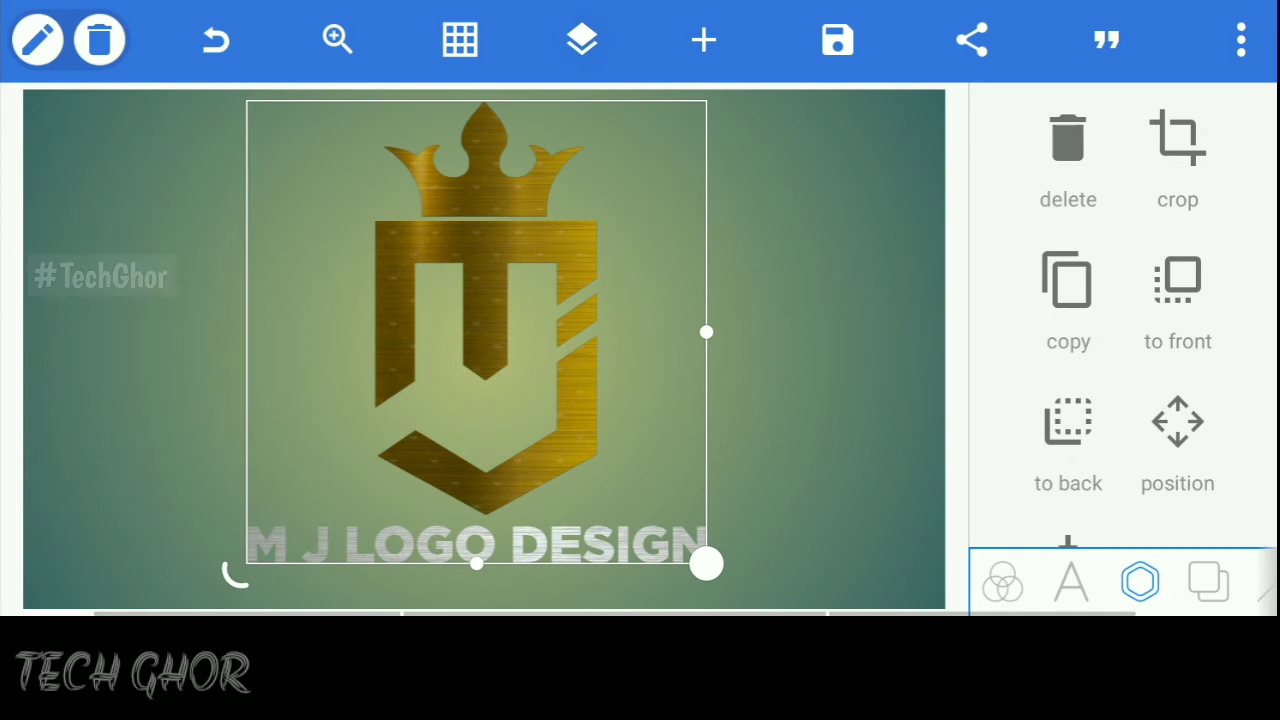 delete
crop
#TechGhor
copy
to front
to back
position
M J LOGO DESIGN
TECH GHOR